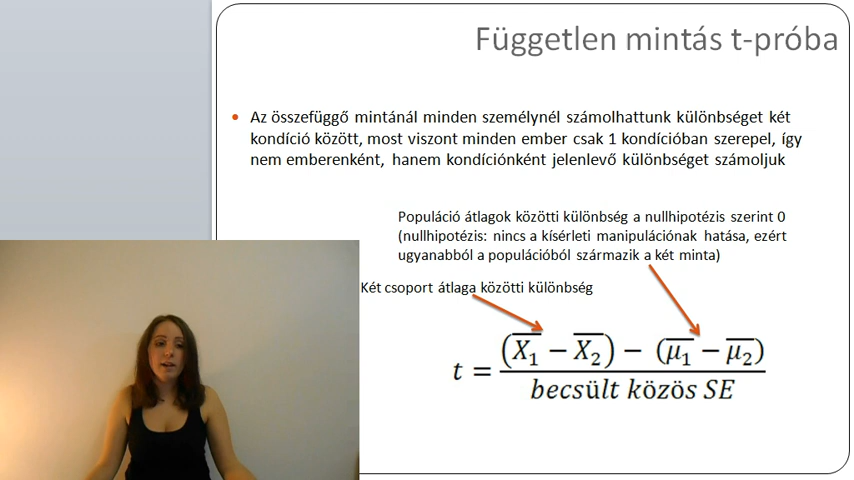 Független mintás t-próba
Az összefüggő mintánál minden személynél számolhattunk különbséget két
kondíció között, most viszont minden ember csak 1 kondícióban szerepel, így
nem emberenként, hanem kondíciónként jelenlevő különbséget számoljuk
Populáció átlagok közötti különbség a nullhipotézis szerint 0
(nullhipotézis: nincs a kísérleti manipulációnak hatása, ezért
ugyanabból a populációból származik a két minta)
Két csoport átlaga közötti különbség
t = (X̅₁ − X̅₂) − (μ̅₁ − μ̅₂)
becsült közös SE